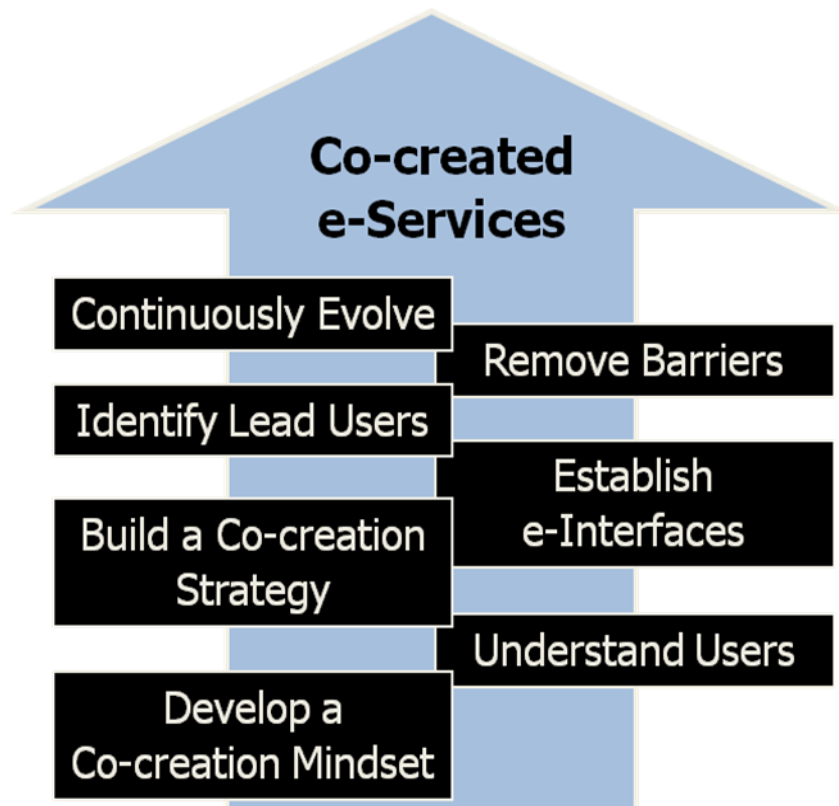 Co-created
e-Services
Continuously Evolve
Remove Barriers
Identify Lead Users
Establish
e-Interfaces
Build a Co-creation
Strategy
Understand Users
Develop a
Co-creation Mindset